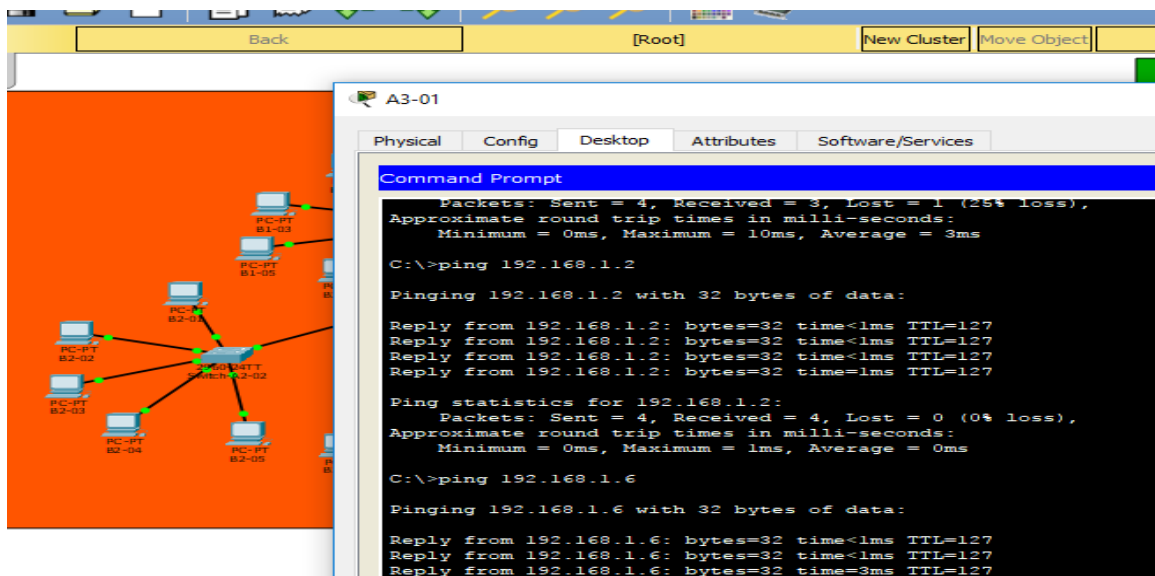 Back
[Root]
New Cluster
Move Object
A3-01
Physical
Config
Desktop
Attributes
Software/Services
Command Prompt
Packets: Sent = 4, Received = 3, Lost = 1 (25% loss),
Approximate round trip times in milli-seconds:
Minimum = 0ms, Maximum = 10ms, Average = 3ms
C:\>ping 192.168.1.2
Pinging 192.168.1.2 with 32 bytes of data:
Reply from 192.168.1.2: bytes=32 time<1ms TTL=127
Reply from 192.168.1.2: bytes=32 time<1ms TTL=127
Reply from 192.168.1.2: bytes=32 time<1ms TTL=127
Reply from 192.168.1.2: bytes=32 time=1ms TTL=127
Ping statistics for 192.168.1.2:
Packets: Sent = 4, Received = 4, Lost = 0 (0% loss),
Approximate round trip times in milli-seconds:
Minimum = 0ms, Maximum = 1ms, Average = 0ms
C:\>ping 192.168.1.6
Pinging 192.168.1.6 with 32 bytes of data:
Reply from 192.168.1.6: bytes=32 time<1ms TTL=127
Reply from 192.168.1.6: bytes=32 time<1ms TTL=127
Reply from 192.168.1.6: bytes=32 time=3ms TTL=127
PC-PT
B1-03
PC-PT
B1-05
PC-PT
PC-PT
B2-02
PC-PT
B2-03
PC-PT
B2-04
PC-PT
B2-05